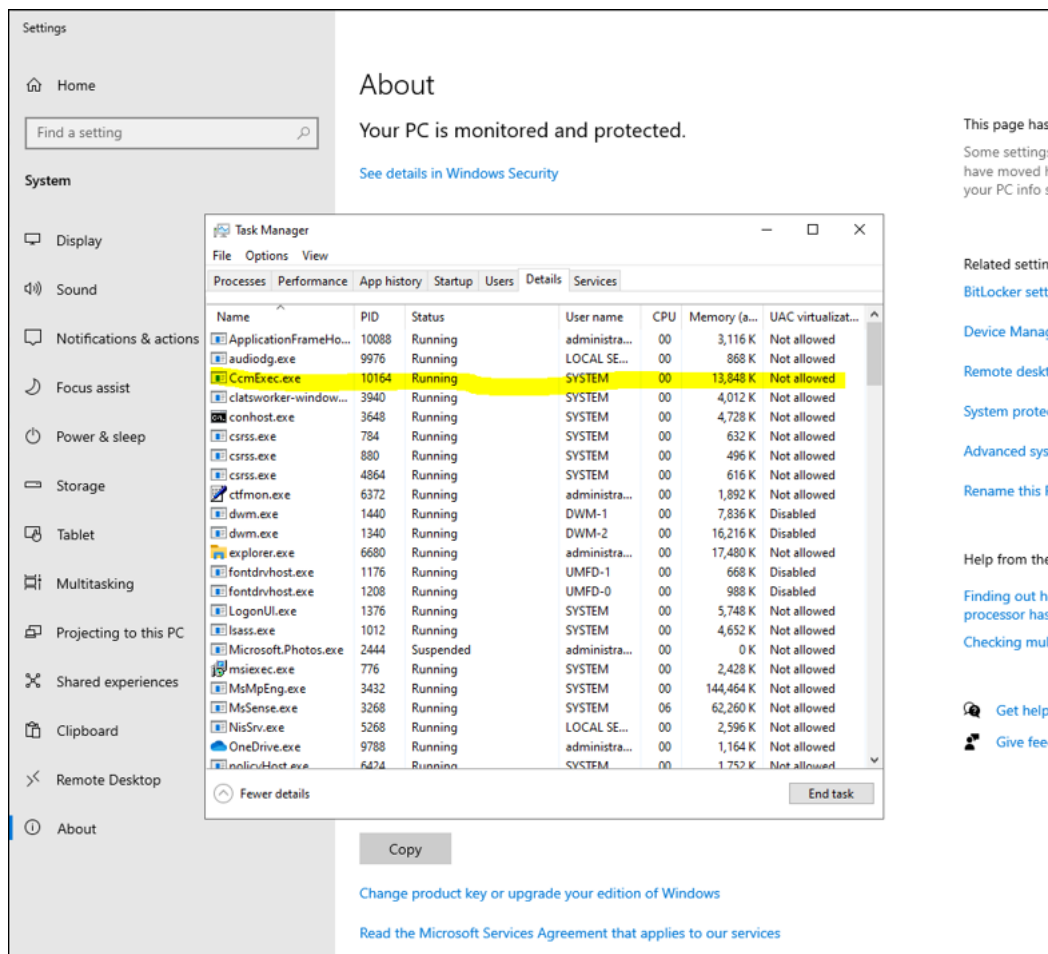 Settings
Home
Find a setting
System
Display
Sound
Notifications & actions
Focus assist
Power & sleep
Storage
Tablet
Multitasking
Projecting to this PC
Shared experiences
Clipboard
Remote Desktop
About
About
Your PC is monitored and protected.
See details in Windows Security
Task Manager
File Options View
Processes Performance App history Startup Users Details Services
Name PID Status User name CPU Memory (a... UAC virtualizat...
ApplicationFrameHo... 10088 Running administra... 00 3,116 K Not allowed
audiodg.exe 9976 Running LOCAL SE... 00 868 K Not allowed
CcmExec.exe 10164 Running SYSTEM 00 13,848 K Not allowed
clatsworker-window... 3940 Running SYSTEM 00 4,012 K Not allowed
conhost.exe 3648 Running SYSTEM 00 4,728 K Not allowed
csrss.exe 784 Running SYSTEM 00 632 K Not allowed
csrss.exe 880 Running SYSTEM 00 496 K Not allowed
csrss.exe 4864 Running SYSTEM 00 616 K Not allowed
ctfmon.exe 6372 Running administra... 00 1,892 K Not allowed
dwm.exe 1440 Running DWM-1 00 7,836 K Disabled
dwm.exe 1340 Running DWM-2 00 16,216 K Disabled
explorer.exe 6680 Running administra... 00 17,480 K Not allowed
fontdrvhost.exe 1176 Running UMFD-1 00 668 K Disabled
fontdrvhost.exe 1208 Running UMFD-0 00 988 K Disabled
LogonUI.exe 1376 Running SYSTEM 00 5,748 K Not allowed
lsass.exe 1012 Running SYSTEM 00 4,652 K Not allowed
Microsoft.Photos.exe 2444 Suspended administra... 00 0 K Not allowed
msiexec.exe 776 Running SYSTEM 00 2,428 K Not allowed
MsMpEng.exe 3432 Running SYSTEM 00 144,464 K Not allowed
MsSense.exe 3268 Running SYSTEM 06 62,260 K Not allowed
NisSrv.exe 5268 Running LOCAL SE... 00 2,596 K Not allowed
OneDrive.exe 9788 Running administra... 00 1,164 K Not allowed
policyHost.exe 6424 Running SYSTEM 00 1,752 K Not allowed
Fewer details
End task
Copy
Change product key or upgrade your edition of Windows
Read the Microsoft Services Agreement that applies to our services
This page has
Some settings
have moved h
your PC info s
Related settin
BitLocker sett
Device Manag
Remote deskt
System protec
Advanced sys
Rename this P
Help from the
Finding out h
processor has
Checking mul
Get help
Give fee